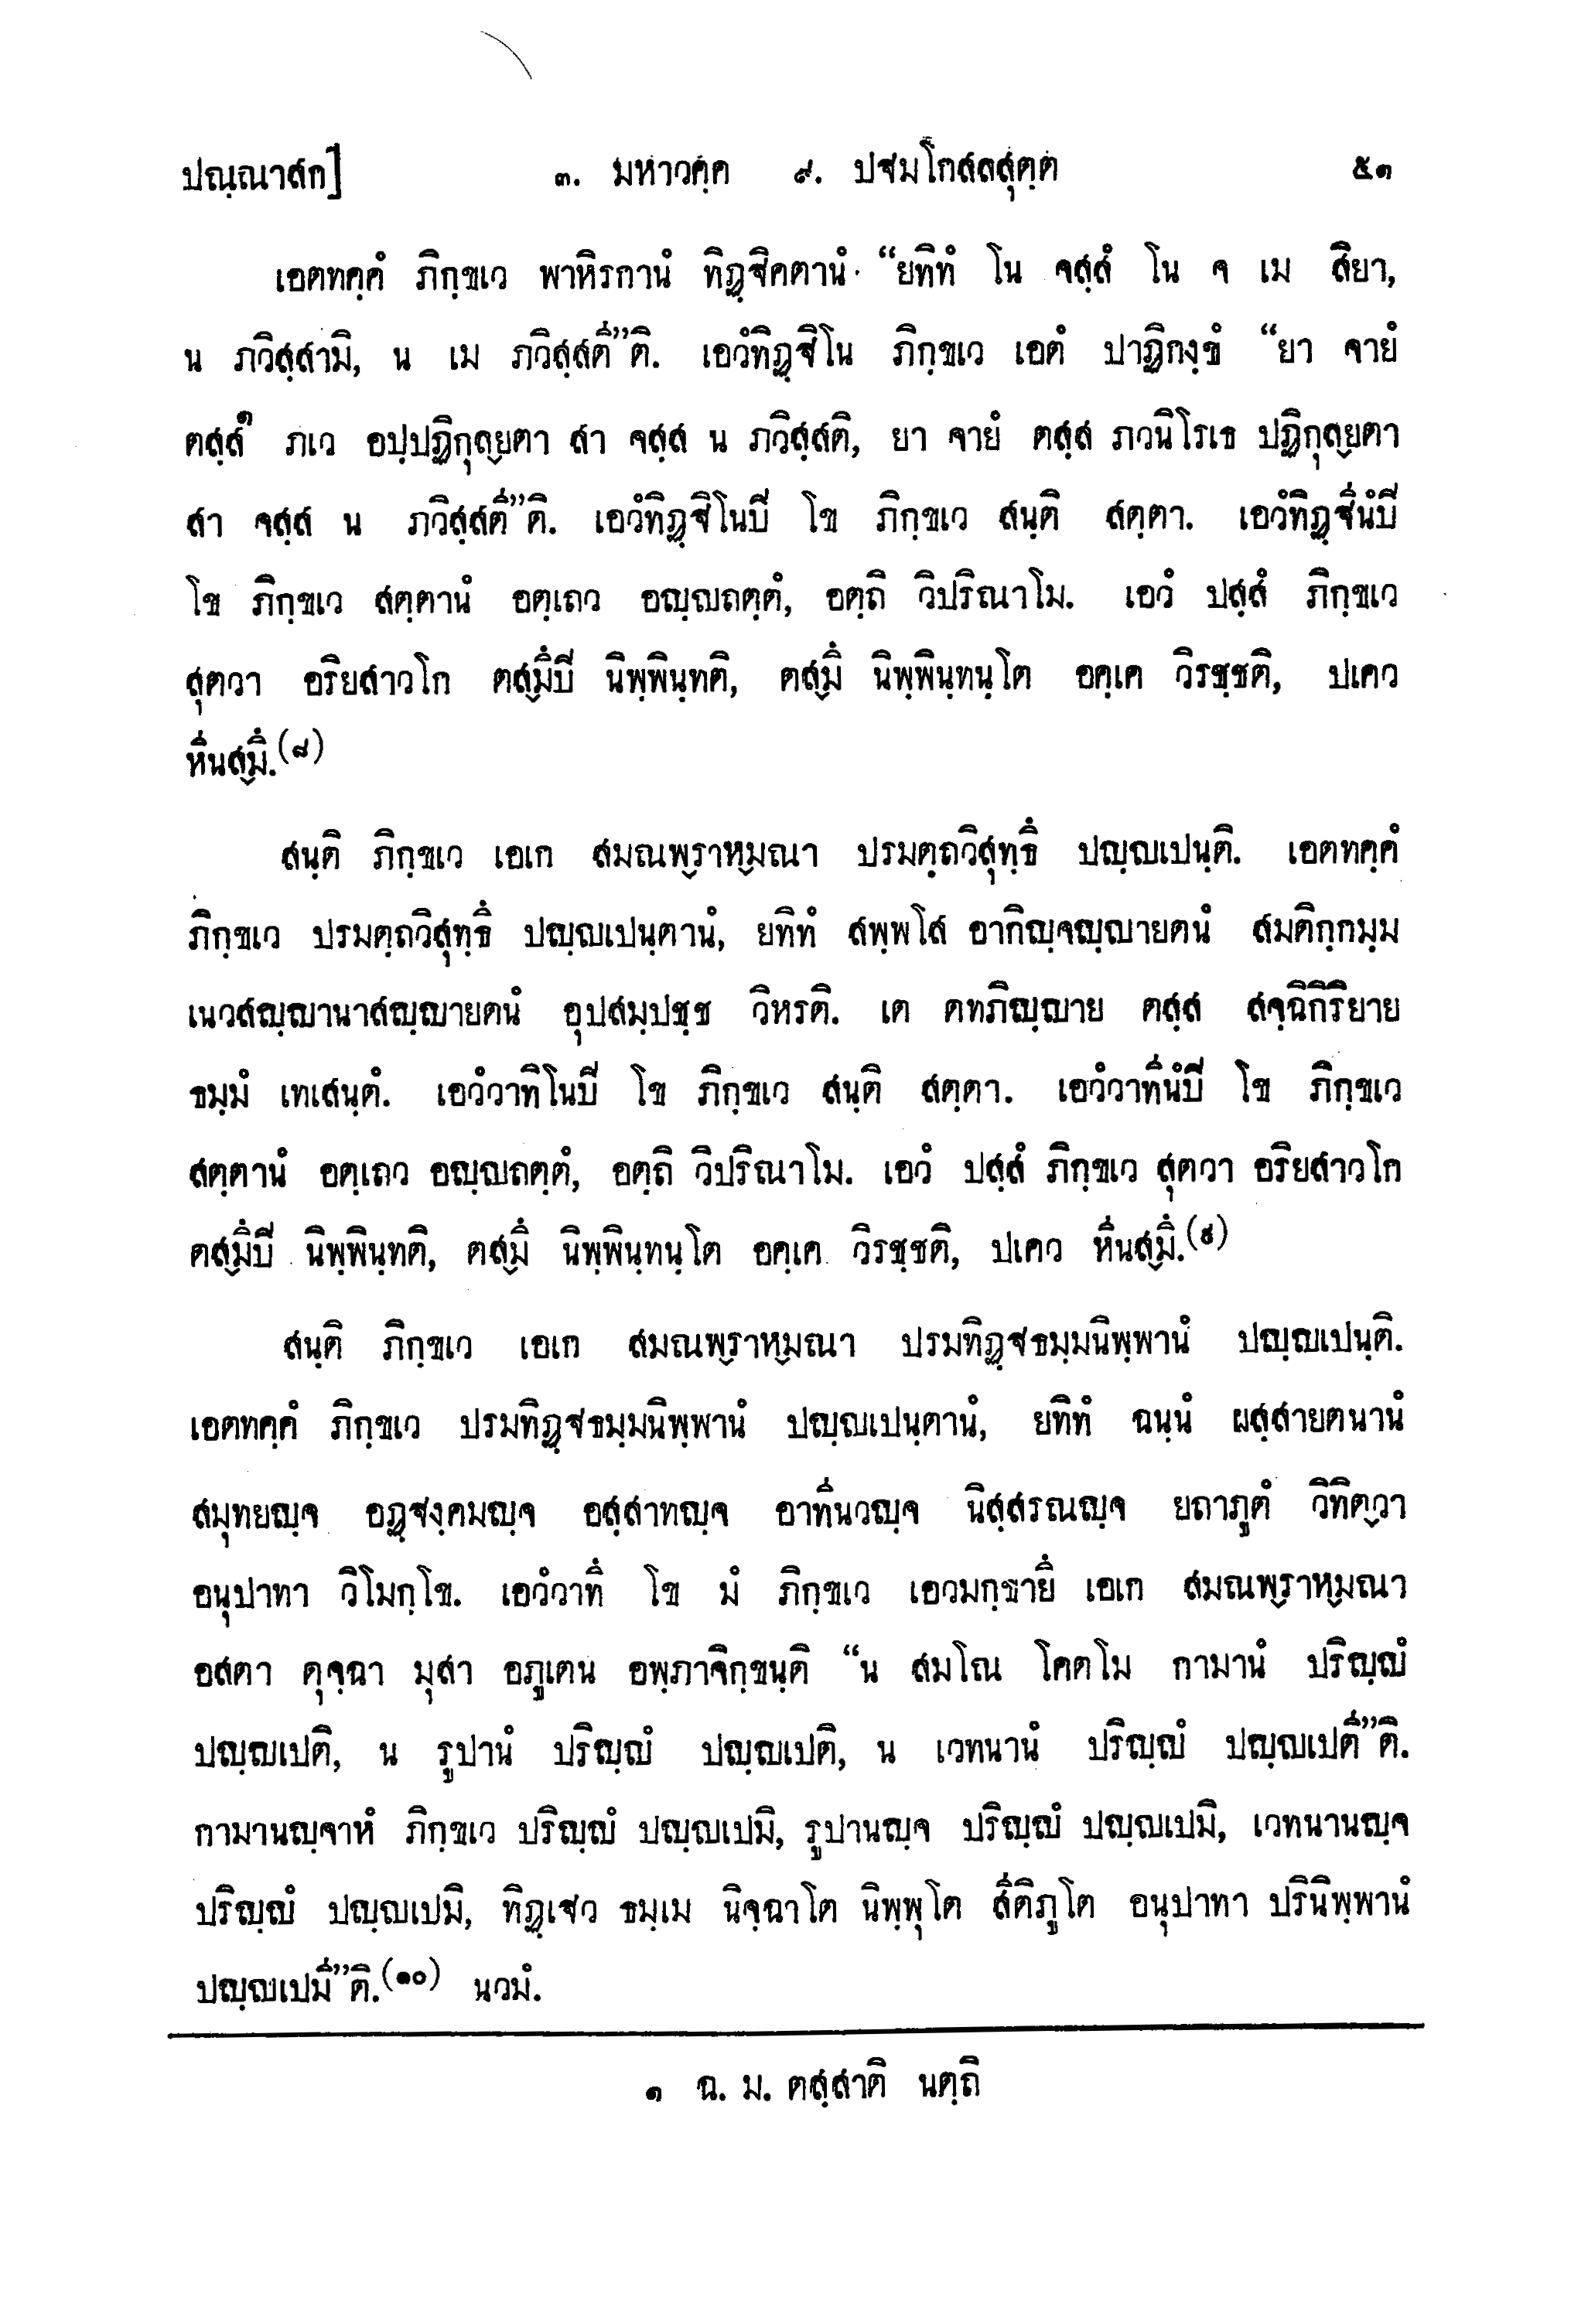 ปณฺณาสก]	๓. มหาวคฺค	๙. ปฐมโกสลสุตฺต	๕๑
เอตทคฺคํ ภิกฺขเว พาหิรกานํ ทิฏฺฐิคตานํ “ยทิทํ โน จสฺสํ โน จ เม สิยา,
น ภวิสฺสามิ, น เม ภวิสฺสตี”ติ. เอวํทิฏฺฐิโน ภิกฺขเว เอตํ ปาฏิกงฺขํ “ยา จายํ
ตสฺสํ๑ ภเว อปฺปฏิกุลฺยตา สา จสฺส น ภวิสฺสติ, ยา จายํ ตสฺส ภวนิโรเธ ปฏิกุลฺยตา
สา จสฺส น ภวิสฺสตี”ติ. เอวํทิฏฺฐิโนปิ โข ภิกฺขเว สนฺติ สตฺตา. เอวํทิฏฺฐีนํปิ
โข ภิกฺขเว สตฺตานํ อตฺเถว อญฺญถตฺตํ, อตฺถิ วิปริณาโม. เอวํ ปสฺสํ ภิกฺขเว
สุตวา อริยสาวโก ตสฺมึปิ นิพฺพินฺทติ, ตสฺมึ นิพฺพินฺทนฺโต อคฺเค วิรชฺชติ, ปเคว
หีนสฺมึ.(๘)
สนฺติ ภิกฺขเว เอเก สมณพฺราหฺมณา ปรมตฺถวิสุทฺธึ ปญฺญเปนฺติ. เอตทคฺคํ
ภิกฺขเว ปรมตฺถวิสุทฺธึ ปญฺญเปนฺตานํ, ยทิทํ สพฺพโส อากิญฺจญฺญายตนํ สมติกฺกมฺม
เนวสญฺญานาสญฺญายตนํ อุปสมฺปชฺช วิหรติ. เต ตทภิญฺญาย ตสฺส สจฺฉิกิริยาย
ธมฺมํ เทเสนฺตํ. เอวํวาทิโนปิ โข ภิกฺขเว สนฺติ สตฺตา. เอวํวาทีนํปิ โข ภิกฺขเว
สตฺตานํ อตฺเถว อญฺญถตฺตํ, อตฺถิ วิปริณาโม. เอวํ ปสฺสํ ภิกฺขเว สุตวา อริยสาวโก
ตสฺมึปิ นิพฺพินฺทติ, ตสฺมึ นิพฺพินฺทนฺโต อคฺเค วิรชฺชติ, ปเคว หีนสฺมึ.(๙)
สนฺติ ภิกฺขเว เอเก สมณพฺราหฺมณา ปรมทิฏฺฐธมฺมนิพฺพานํ ปญฺญเปนฺติ.
เอตทคฺคํ ภิกฺขเว ปรมทิฏฺฐธมฺมนิพฺพานํ ปญฺญเปนฺตานํ, ยทิทํ ฉนฺนํ ผสฺสายตนานํ
สมุทยญฺจ อฏฺฐงฺคมญฺจ อสฺสาทญฺจ อาทีนวญฺจ นิสฺสรณญฺจ ยถาภูตํ วิทิตฺวา
อนุปาทา วิโมกฺโข. เอวํวาทึ โข มํ ภิกฺขเว เอวมกฺขายึ เอเก สมณพฺราหฺมณา
อสตา ตุจฺฉา มุสา อภูเตน อพฺภาจิกฺขนฺติ “น สมโณ โคตโม กามานํ ปริญฺญํ
ปญฺญเปติ, น รูปานํ ปริญฺญํ ปญฺญเปติ, น เวทนานํ ปริญฺญํ ปญฺญเปตี”ติ.
กามานญฺจาหํ ภิกฺขเว ปริญฺญํ ปญฺญเปมิ, รูปานญฺจ ปริญฺญํ ปญฺญเปมิ, เวทนานญฺจ
ปริญฺญํ ปญฺญเปมิ, ทิฏฺเฐว ธมฺเม นิจฺฉาโต นิพฺพุโต สีติภูโต อนุปาทา ปรินิพฺพานํ
ปญฺญเปมี”ติ.(๑๐) นวมํ.
๑ ฉ. ม. ตสฺสาติ นตฺถิ